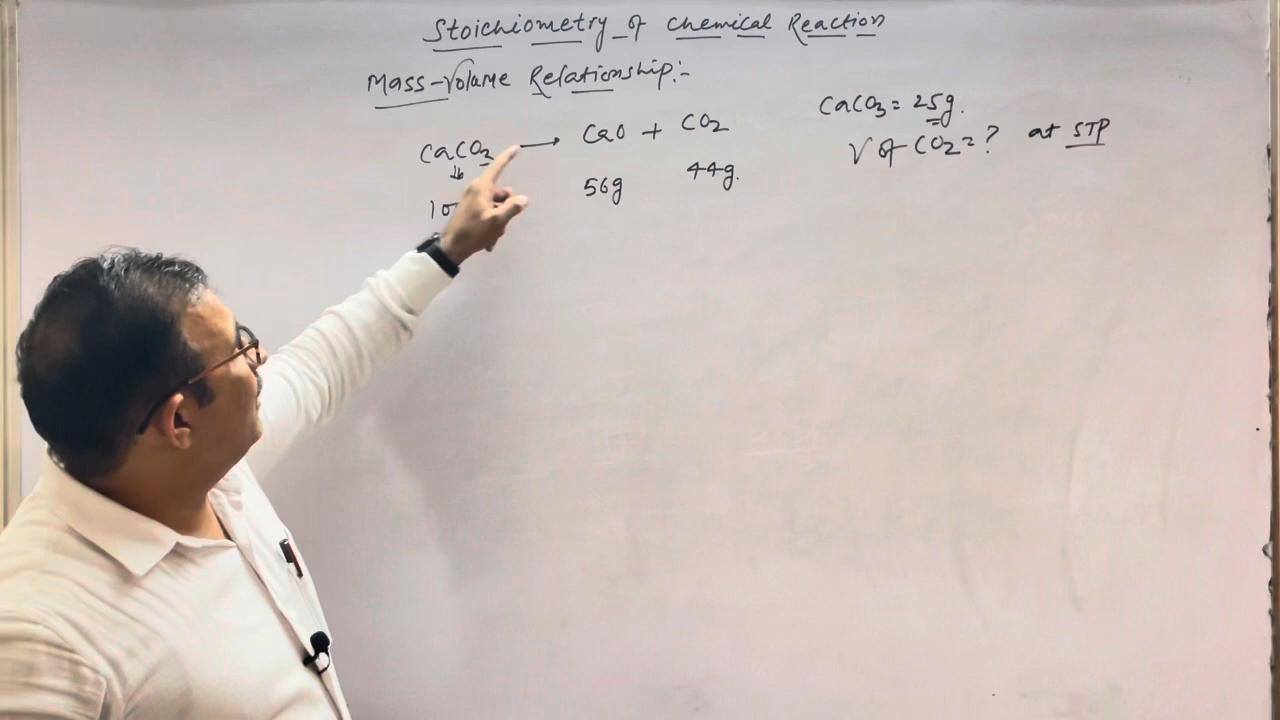 Stoichiometry of Chemical Reaction
Mass-Volume Relationship:-
CaCO3 → CaO + CO2
56g 44g.
CaCO3 = 25g.
V of CO2 = ? at STP